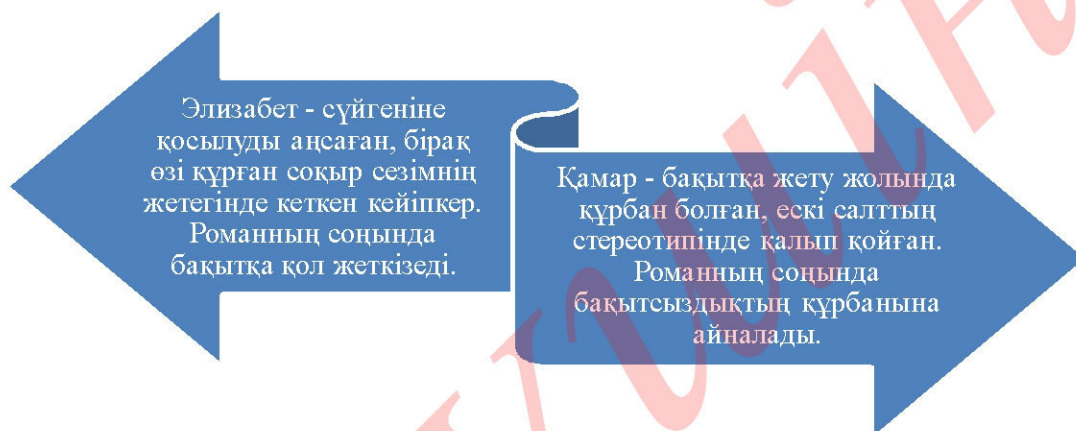 Элизабет - сүйгеніне
қосылуды аңсаған, бірақ
өзі құрған соқыр сезімнің
жетегінде кеткен кейіпкер.
Романның соңында
бақытқа қол жеткізеді.
Қамар - бақытқа жету жолында
құрбан болған, ескі салттың
стереотипінде қалып қойған.
Романның соңында
бақытсыздықтың құрбанына
айналады.